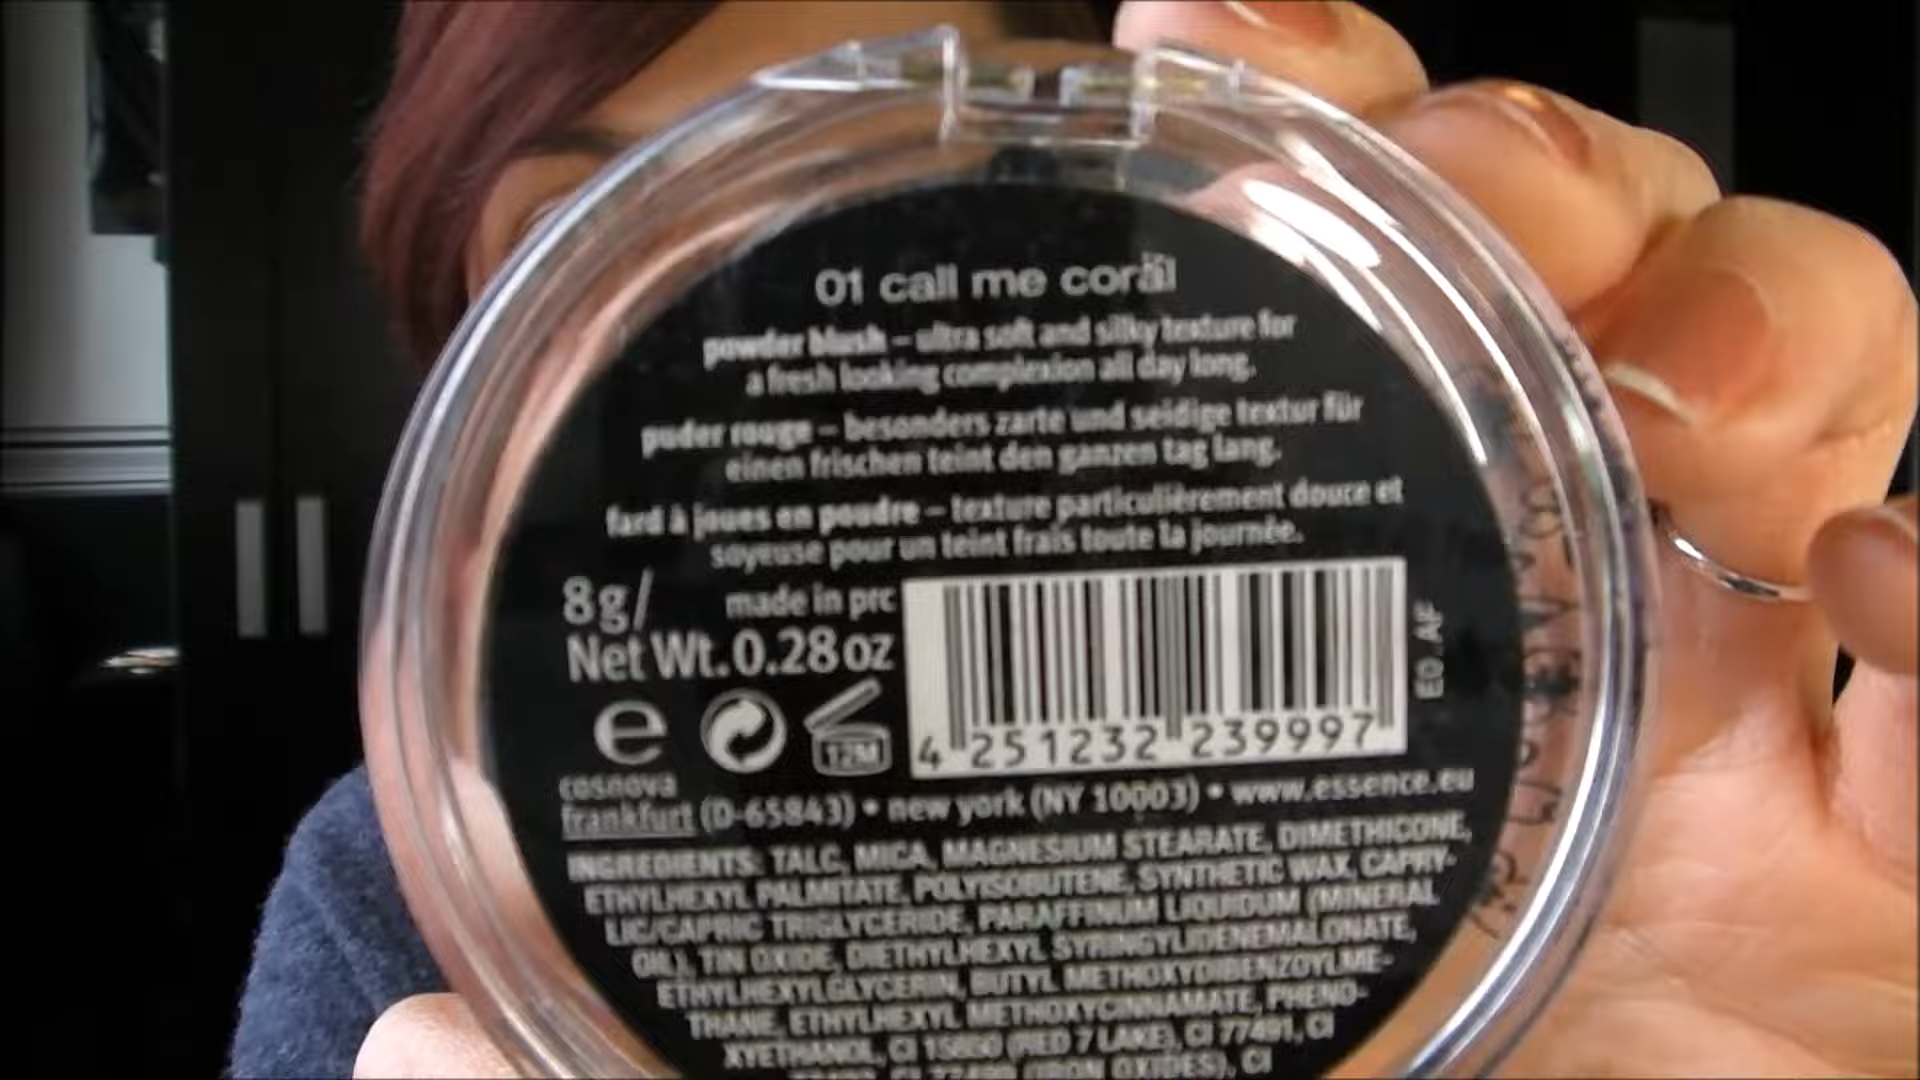 01 call me coral
powder blush – ultra soft and silky texture for
a fresh looking complexion all day long.
puder rouge – besonders zarte und seidige textur für
einen frischen teint den ganzen tag lang.
fard à joues en poudre – texture particulièrement douce et
soyeuse pour un teint frais toute la journée.
8g/
made in prc
Net Wt. 0.28oz
e
12M
4 251232 239997
cosnova
frankfurt (D-65843) • new york (NY 10003) • www.essence.eu
INGREDIENTS: TALC, MICA, MAGNESIUM STEARATE, DIMETHICONE,
ETHYLHEXYL PALMITATE, POLYISOBUTENE, SYNTHETIC WAX, CAPRY-
LIC/CAPRIC TRIGLYCERIDE, PARAFFINUM LIQUIDUM (MINERAL
OIL), TIN OXIDE, DIETHYLHEXYL SYRINGYLIDENEMALONATE,
ETHYLHEXYLGLYCERIN, BUTYL METHOXYDIBENZOYLME-
THANE, ETHYLHEXYL METHOXYCINNAMATE, PHENO-
XYETHANOL, CI 15850 (RED 7 LAKE), CI 77491, CI
(IRON OXIDES), CI